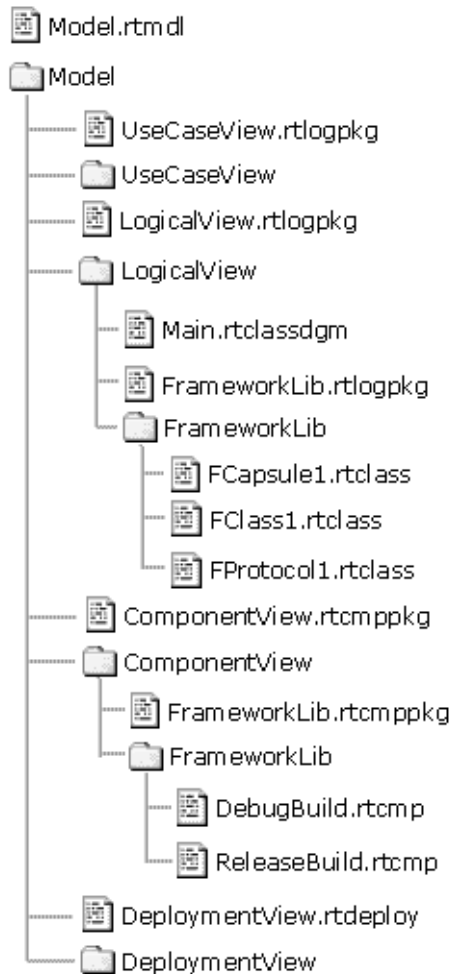 Model.rtmdl
Model
UseCaseView.rtlogpkg
UseCaseView
LogicalView.rtlogpkg
LogicalView
Main.rtclassdgm
FrameworkLib.rtlogpkg
FrameworkLib
FCapsule1.rtclass
FClass1.rtclass
FProtocol1.rtclass
ComponentView.rtcmppkg
ComponentView
FrameworkLib.rtcmppkg
FrameworkLib
DebugBuild.rtcmp
ReleaseBuild.rtcmp
DeploymentView.rtdeploy
DeploymentView